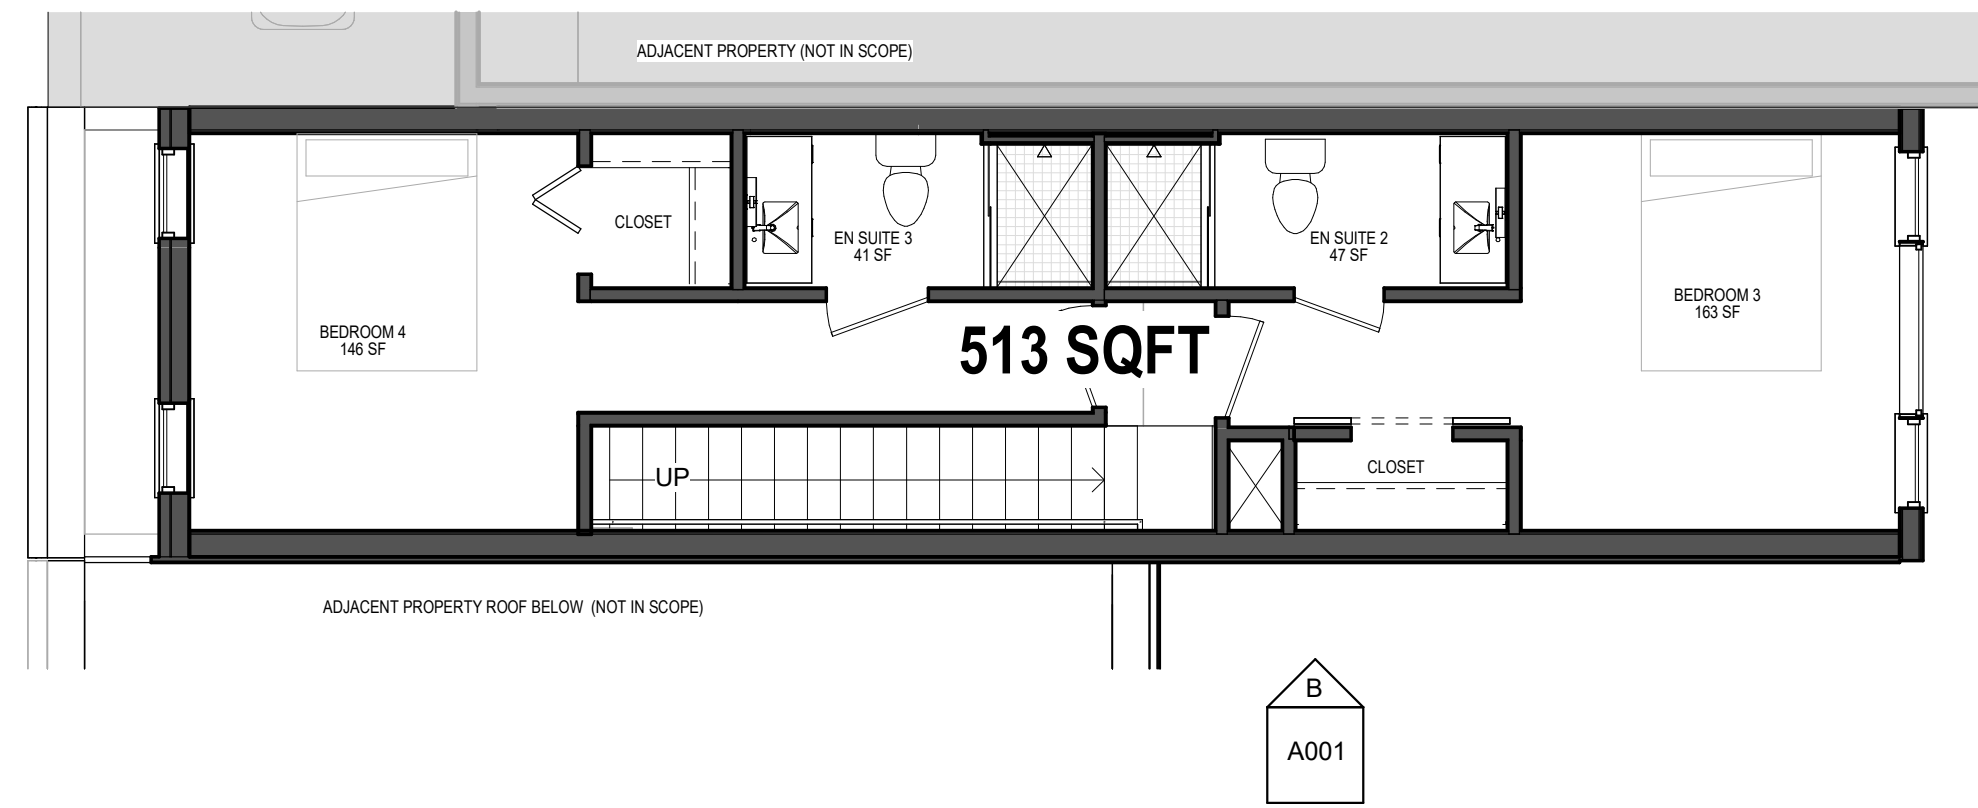 ADJACENT PROPERTY (NOT IN SCOPE)
CLOSET
EN SUITE 3
41 SF
EN SUITE 2
47 SF
BEDROOM 4
146 SF
513 SQFT
BEDROOM 3
163 SF
UP
CLOSET
ADJACENT PROPERTY ROOF BELOW (NOT IN SCOPE)
B
A001